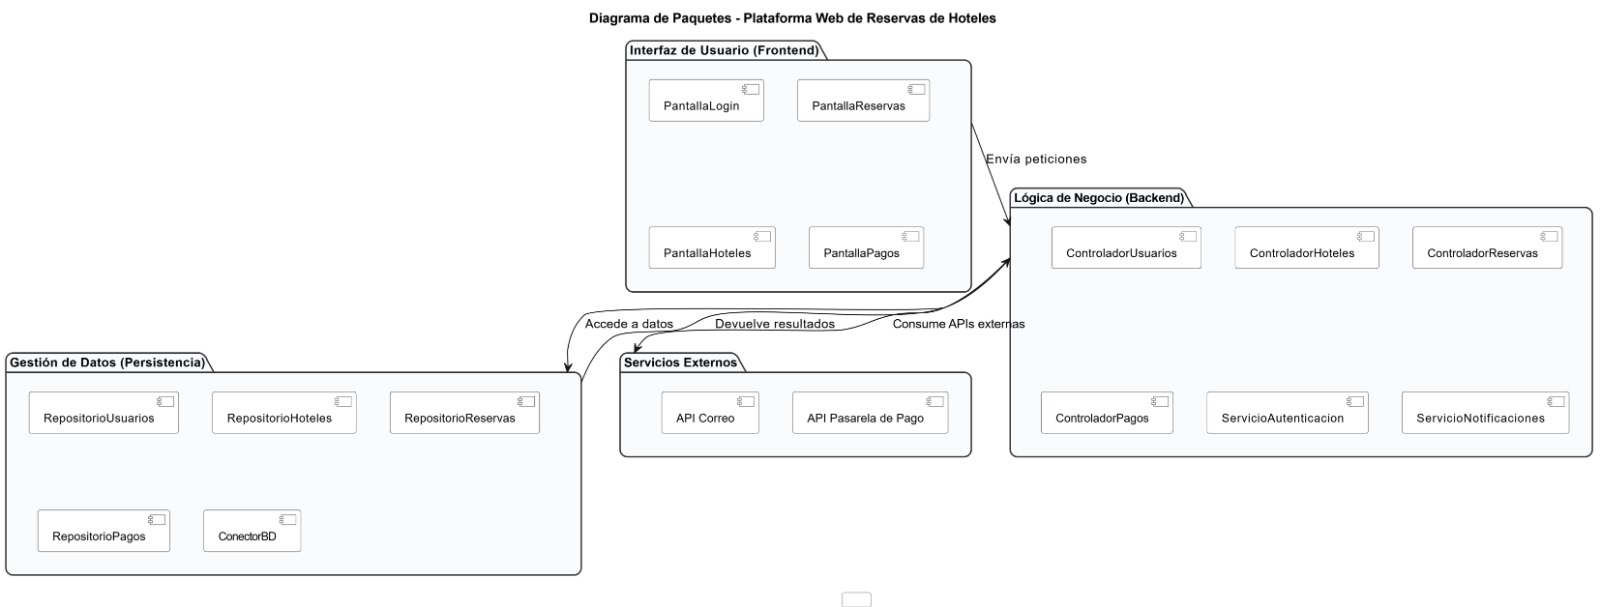 Diagrama de Paquetes - Plataforma Web de Reservas de Hoteles
Interfaz de Usuario (Frontend)
PantallaLogin
PantallaReservas
PantallaHoteles
PantallaPagos
Envía peticiones
Lógica de Negocio (Backend)
ControladorUsuarios
ControladorHoteles
ControladorReservas
ControladorPagos
ServicioAutenticacion
ServicioNotificaciones
Accede a datos
Devuelve resultados
Consume APIs externas
Gestión de Datos (Persistencia)
RepositorioUsuarios
RepositorioHoteles
RepositorioReservas
RepositorioPagos
ConectorBD
Servicios Externos
API Correo
API Pasarela de Pago